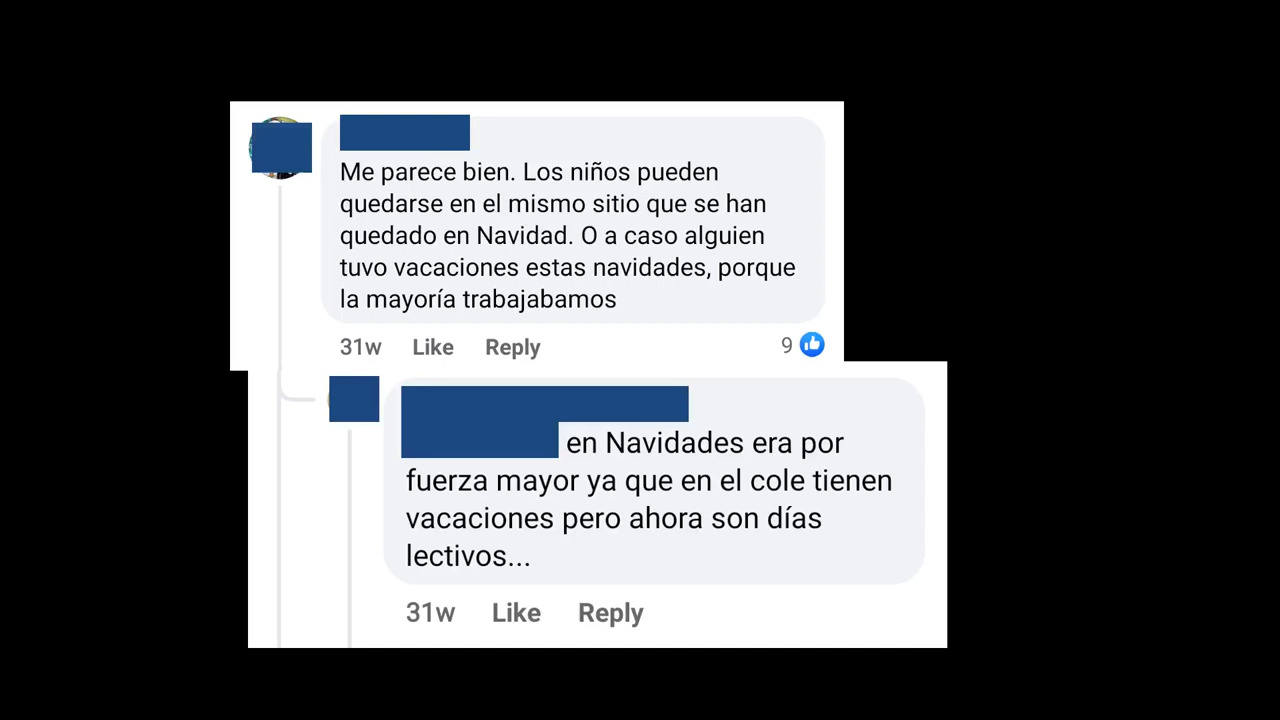 Me parece bien. Los niños pueden
quedarse en el mismo sitio que se han
quedado en Navidad. O a caso alguien
tuvo vacaciones estas navidades, porque
la mayoría trabajabamos
31w Like Reply 9
en Navidades era por
fuerza mayor ya que en el cole tienen
vacaciones pero ahora son días
lectivos...
31w Like Reply